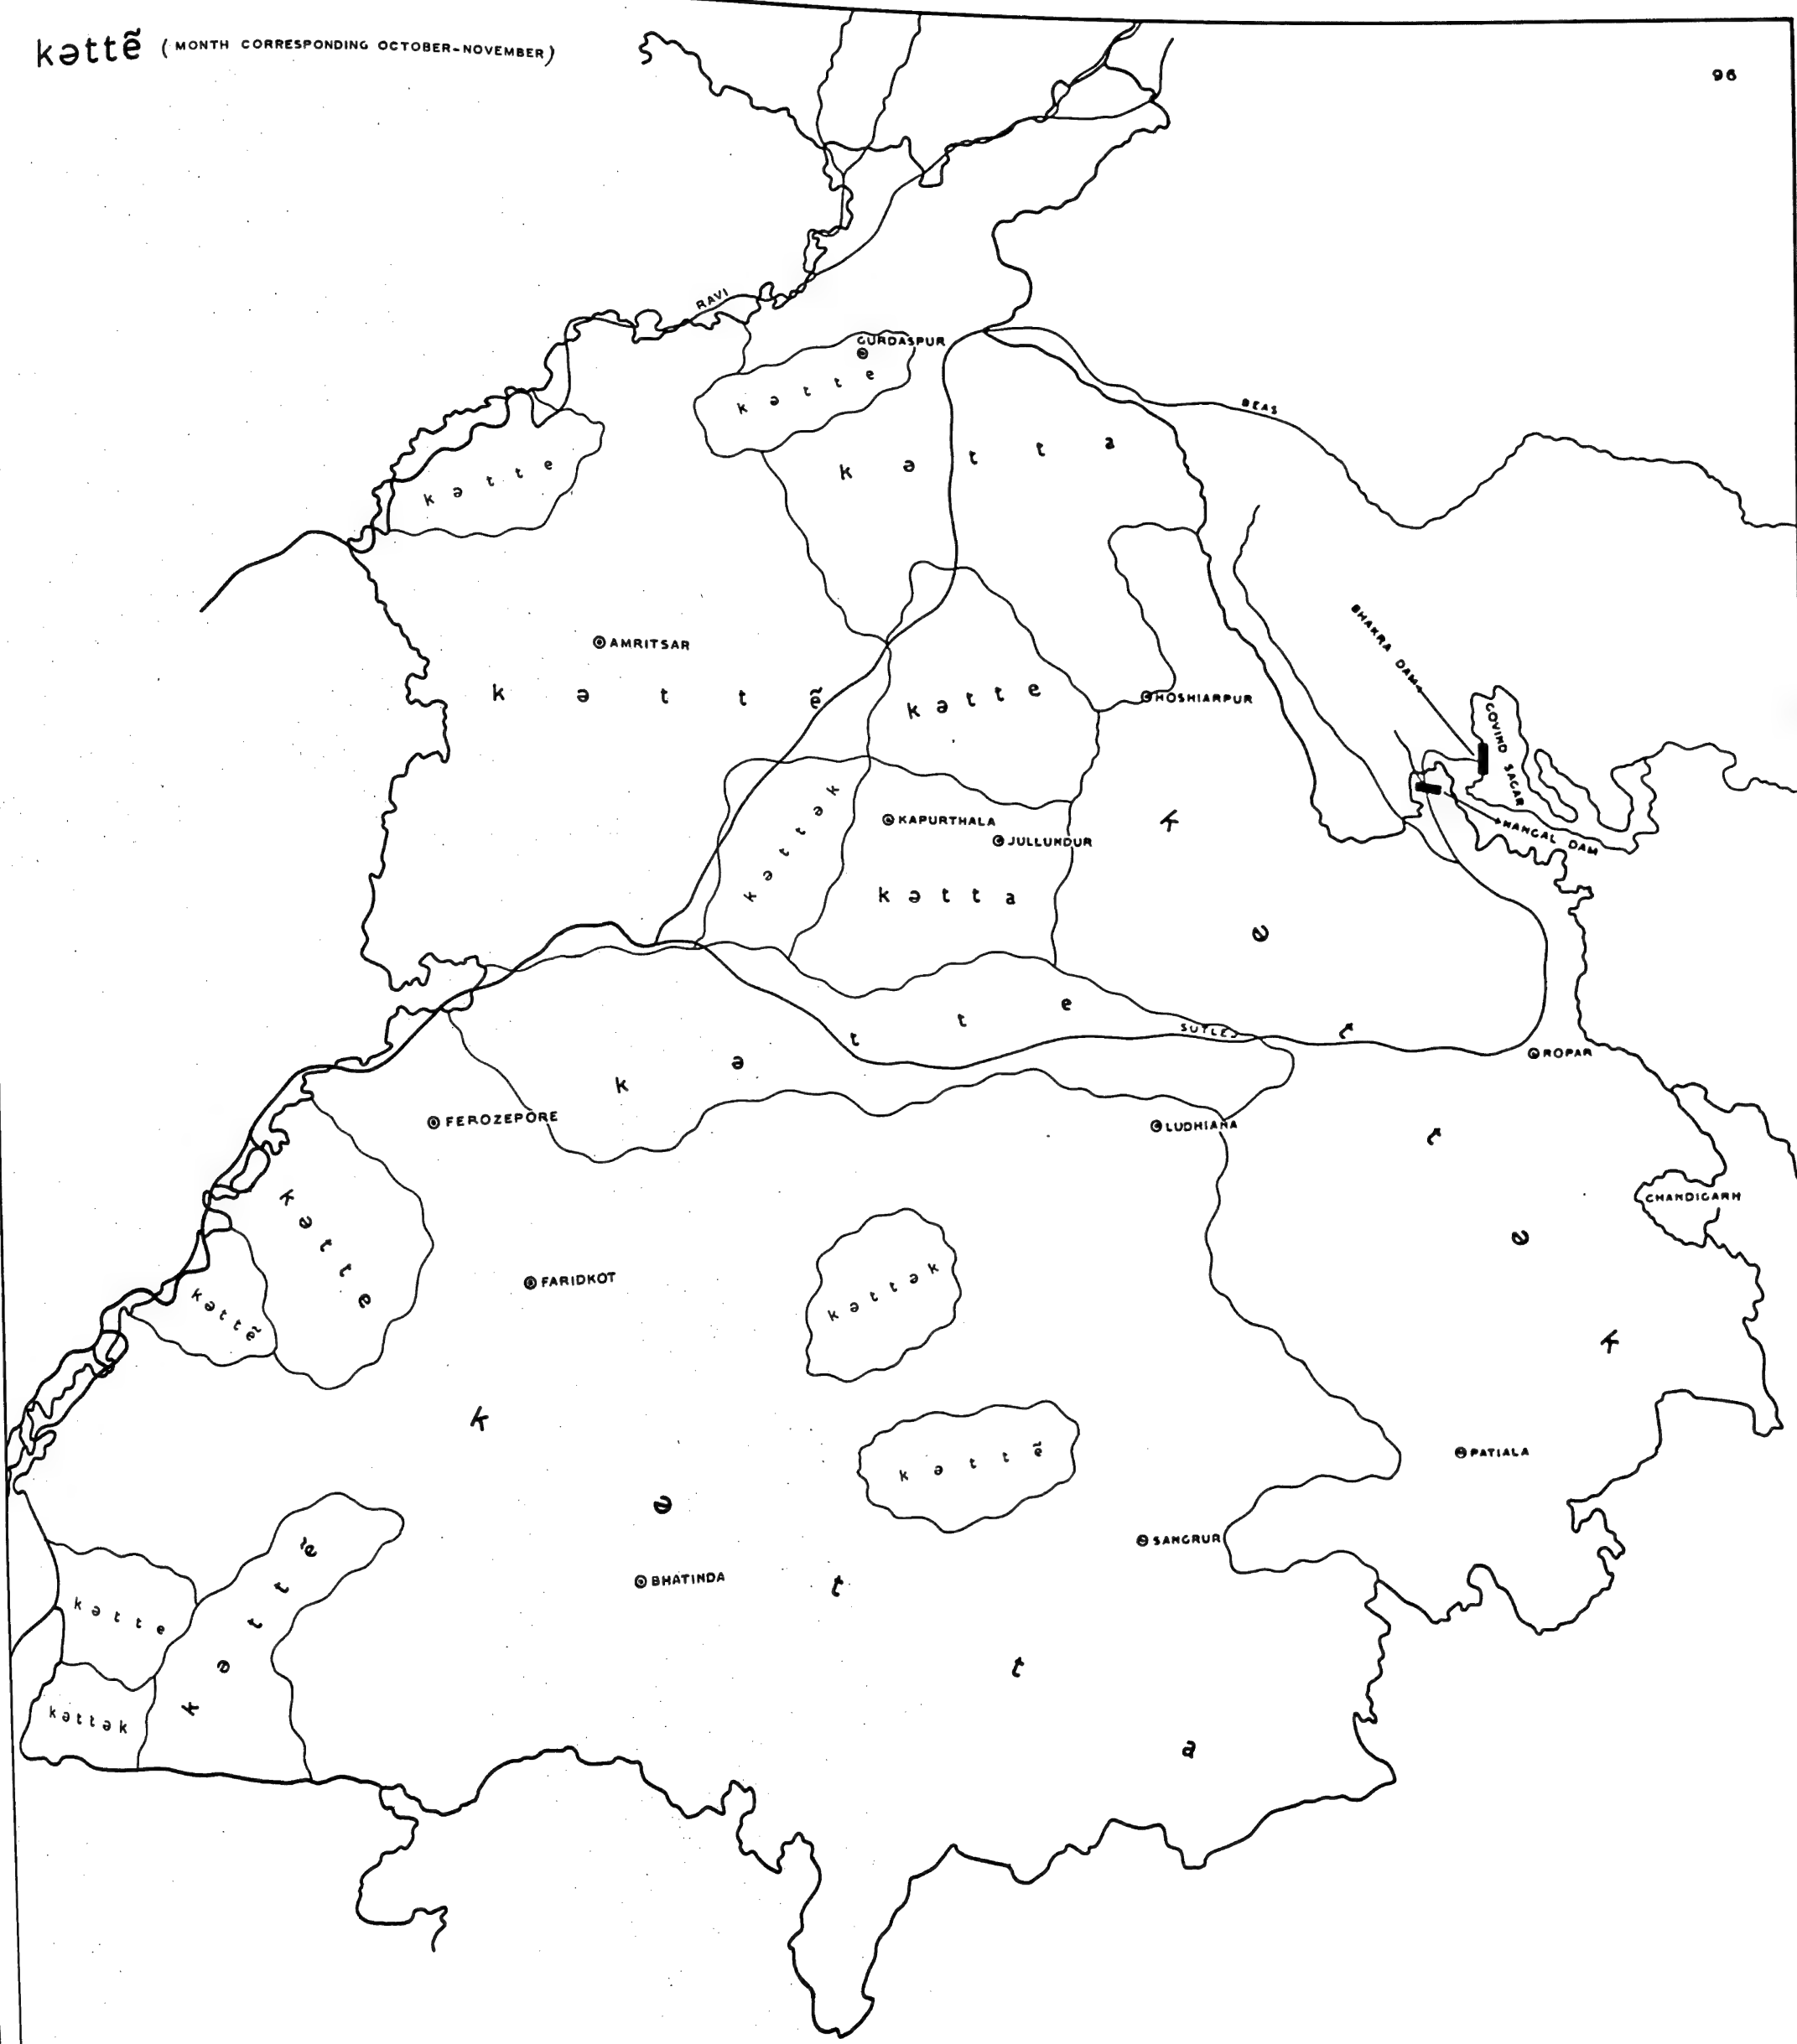 kəttẽ (MONTH CORRESPONDING OCTOBER-NOVEMBER)
96
RAVI
GURDASPUR
kətte
BEAS
kətta
kətte
BHAKRA DAM
AMRITSAR
kəttẽ
kətte
HOSHIARPUR
GOVIND SAGAR
NANGAL DAM
kəttək
KAPURTHALA
JULLUNDUR
kətta
kəttək
kətte
SUTLEJ
ROPAR
FEROZEPORE
LUDHIANA
CHANDIGARH
kətte
kəttẽ
FARIDKOT
kəttək
kətta
kəttẽ
PATIALA
SANGRUR
BHATINDA
kəttẽ
kətte
kəttək